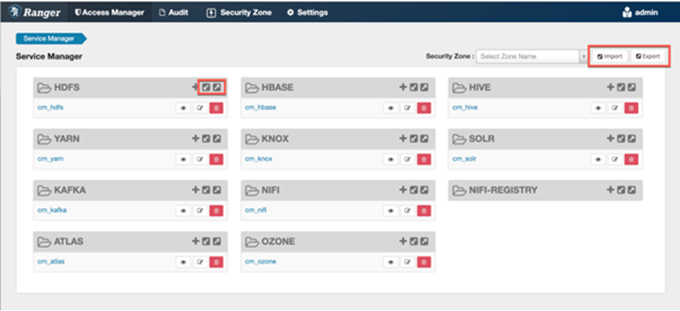 Ranger Access Manager Audit Security Zone Settings admin
Service Manager
Service Manager Security Zone : Select Zone Name Import Export
HDFS HBASE HIVE
cm_hdfs cm_hbase cm_hive
YARN KNOX SOLR
cm_yarn cm_knox cm_solr
KAFKA NIFI NIFI-REGISTRY
cm_kafka cm_nifi
ATLAS OZONE
cm_atlas cm_ozone